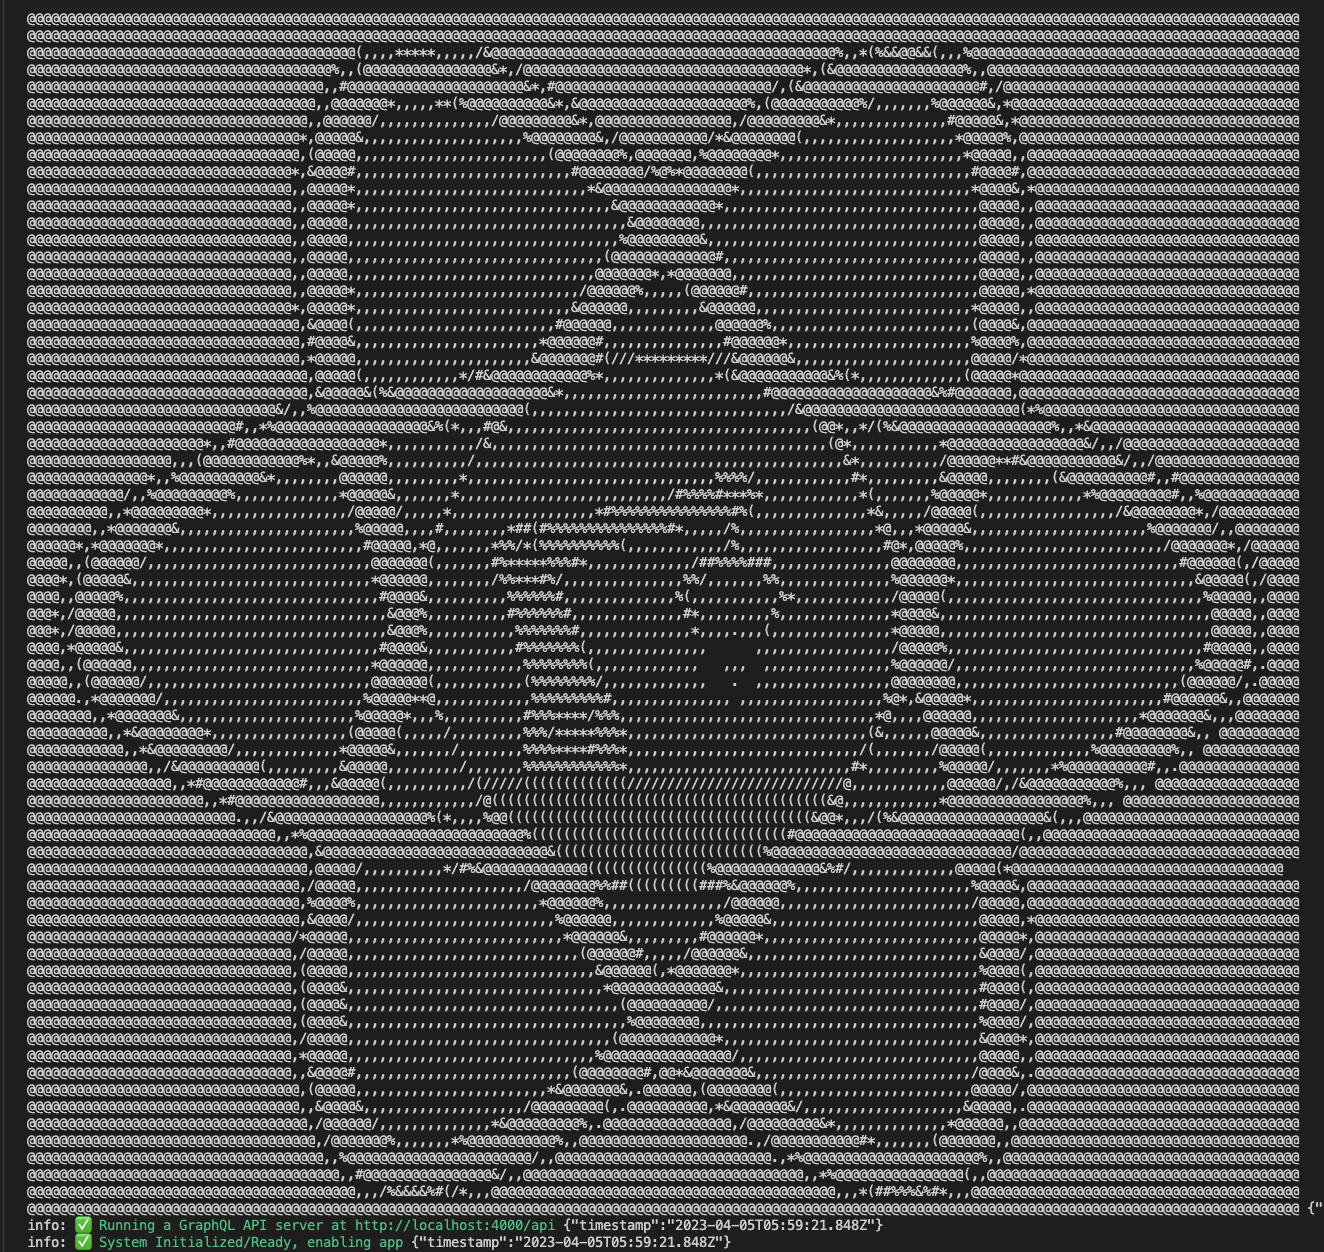 {"
info: ✅ Running a GraphQL API server at http://localhost:4000/api {"timestamp":"2023-04-05T05:59:21.848Z"}
info: ✅ System Initialized/Ready, enabling app {"timestamp":"2023-04-05T05:59:21.848Z"}